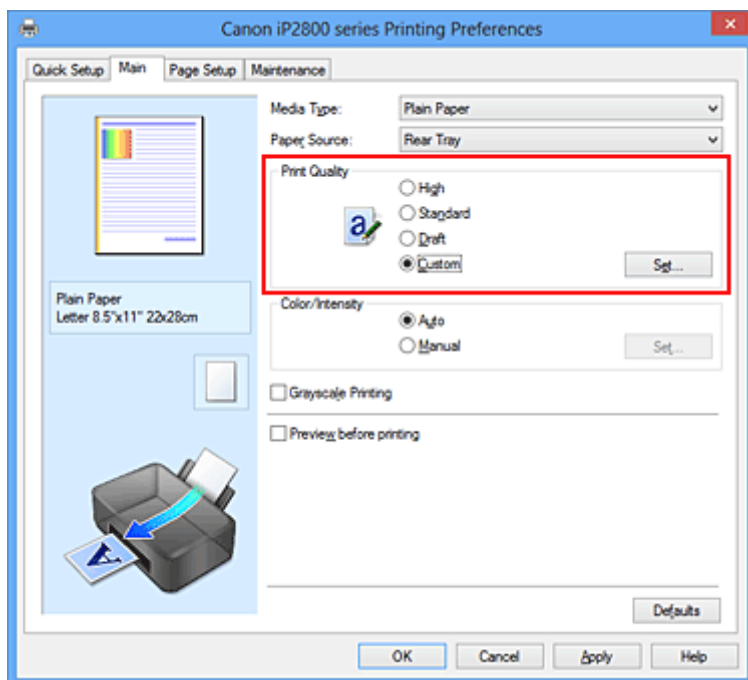 Canon iP2800 series Printing Preferences
Quick Setup Main Page Setup Maintenance
Media Type: Plain Paper
Paper Source: Rear Tray
Print Quality
High
Standard
a
Draft
Custom Set...
Plain Paper
Letter 8.5"x11" 22x28cm
Color/Intensity
Auto
Manual Set...
Grayscale Printing
Preview before printing
A
Defaults
OK Cancel Apply Help